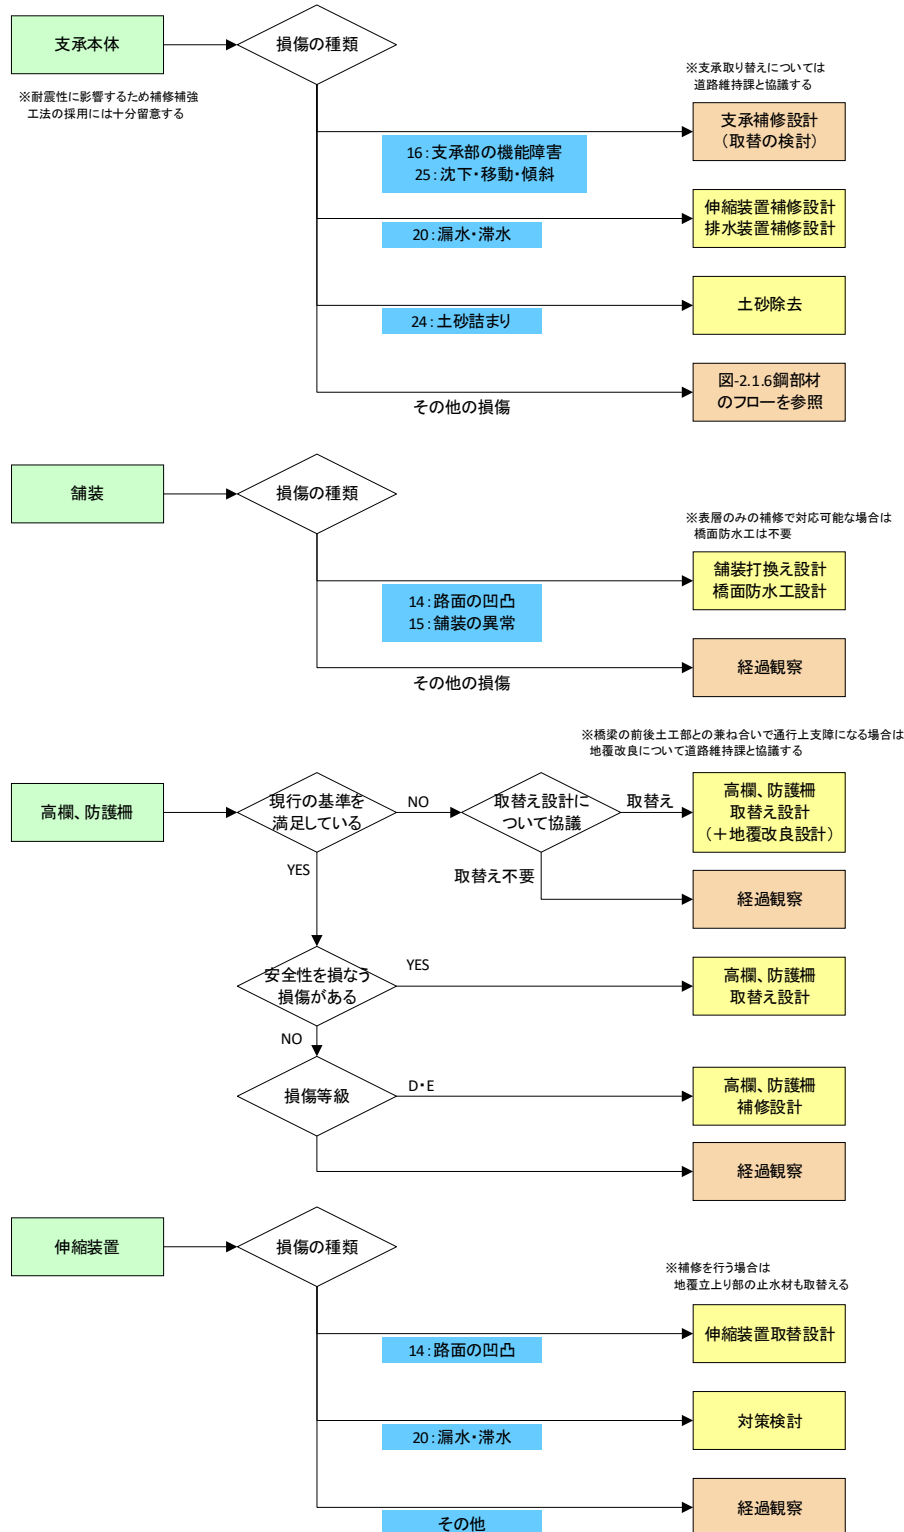 支承本体
損傷の種類
※耐震性に影響するため補修補強
工法の採用には十分留意する
※支承取り替えについては
道路維持課と協議する
16：支承部の機能障害
25：沈下・移動・傾斜
支承補修設計
（取替の検討）
20：漏水・滞水
伸縮装置補修設計
排水装置補修設計
24：土砂詰まり
土砂除去
その他の損傷
図-2.1.6鋼部材
のフローを参照
舗装
損傷の種類
※表層のみの補修で対応可能な場合は
橋面防水工は不要
14：路面の凹凸
15：舗装の異常
舗装打換え設計
橋面防水工設計
その他の損傷
経過観察
※橋梁の前後土工部との兼ね合いで通行上支障になる場合は
地覆改良について道路維持課と協議する
高欄、防護柵
現行の基準を
満足している
NO
取替え設計に
ついて協議
取替え
高欄、防護柵
取替え設計
（＋地覆改良設計）
YES
取替え不要
経過観察
安全性を損なう
損傷がある
YES
高欄、防護柵
取替え設計
NO
損傷等級
D・E
高欄、防護柵
補修設計
経過観察
伸縮装置
損傷の種類
※補修を行う場合は
地覆立上り部の止水材も取替える
14：路面の凹凸
伸縮装置取替設計
20：漏水・滞水
対策検討
その他
経過観察